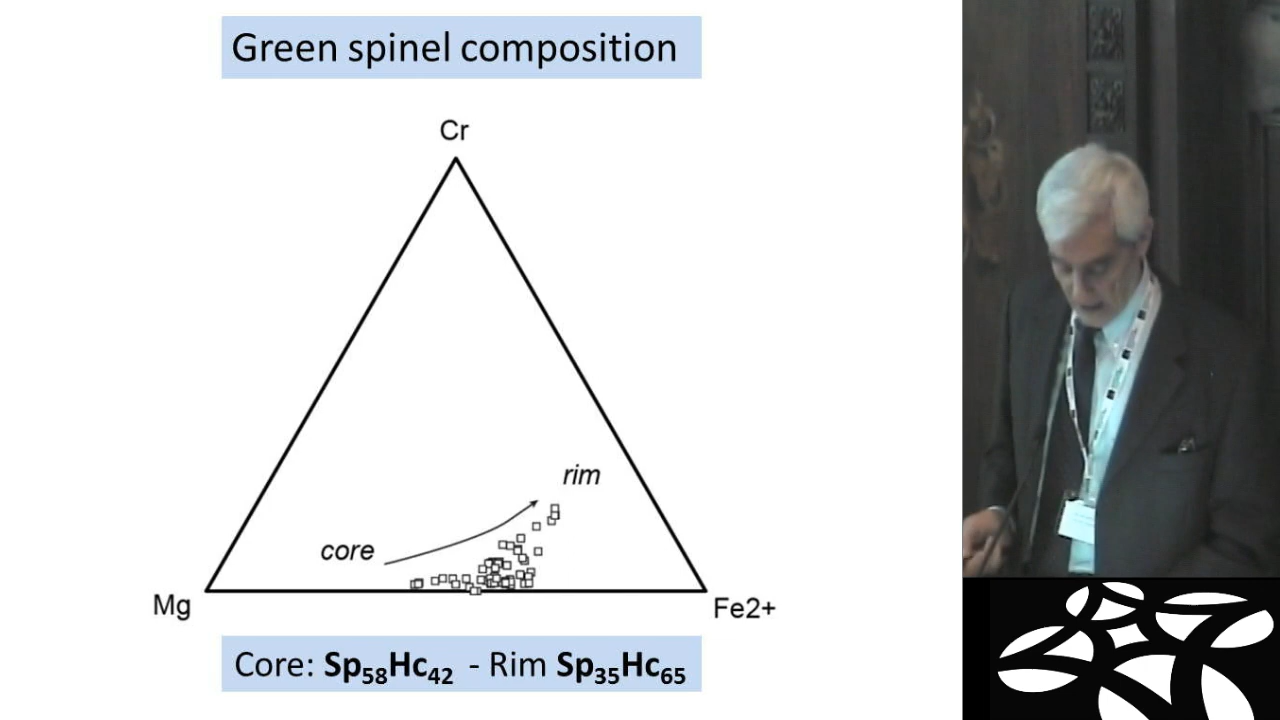 Green spinel composition
Cr
rim
core
Mg
Fe2+
Core: Sp₅₈Hc₄₂ - Rim Sp₃₅Hc₆₅